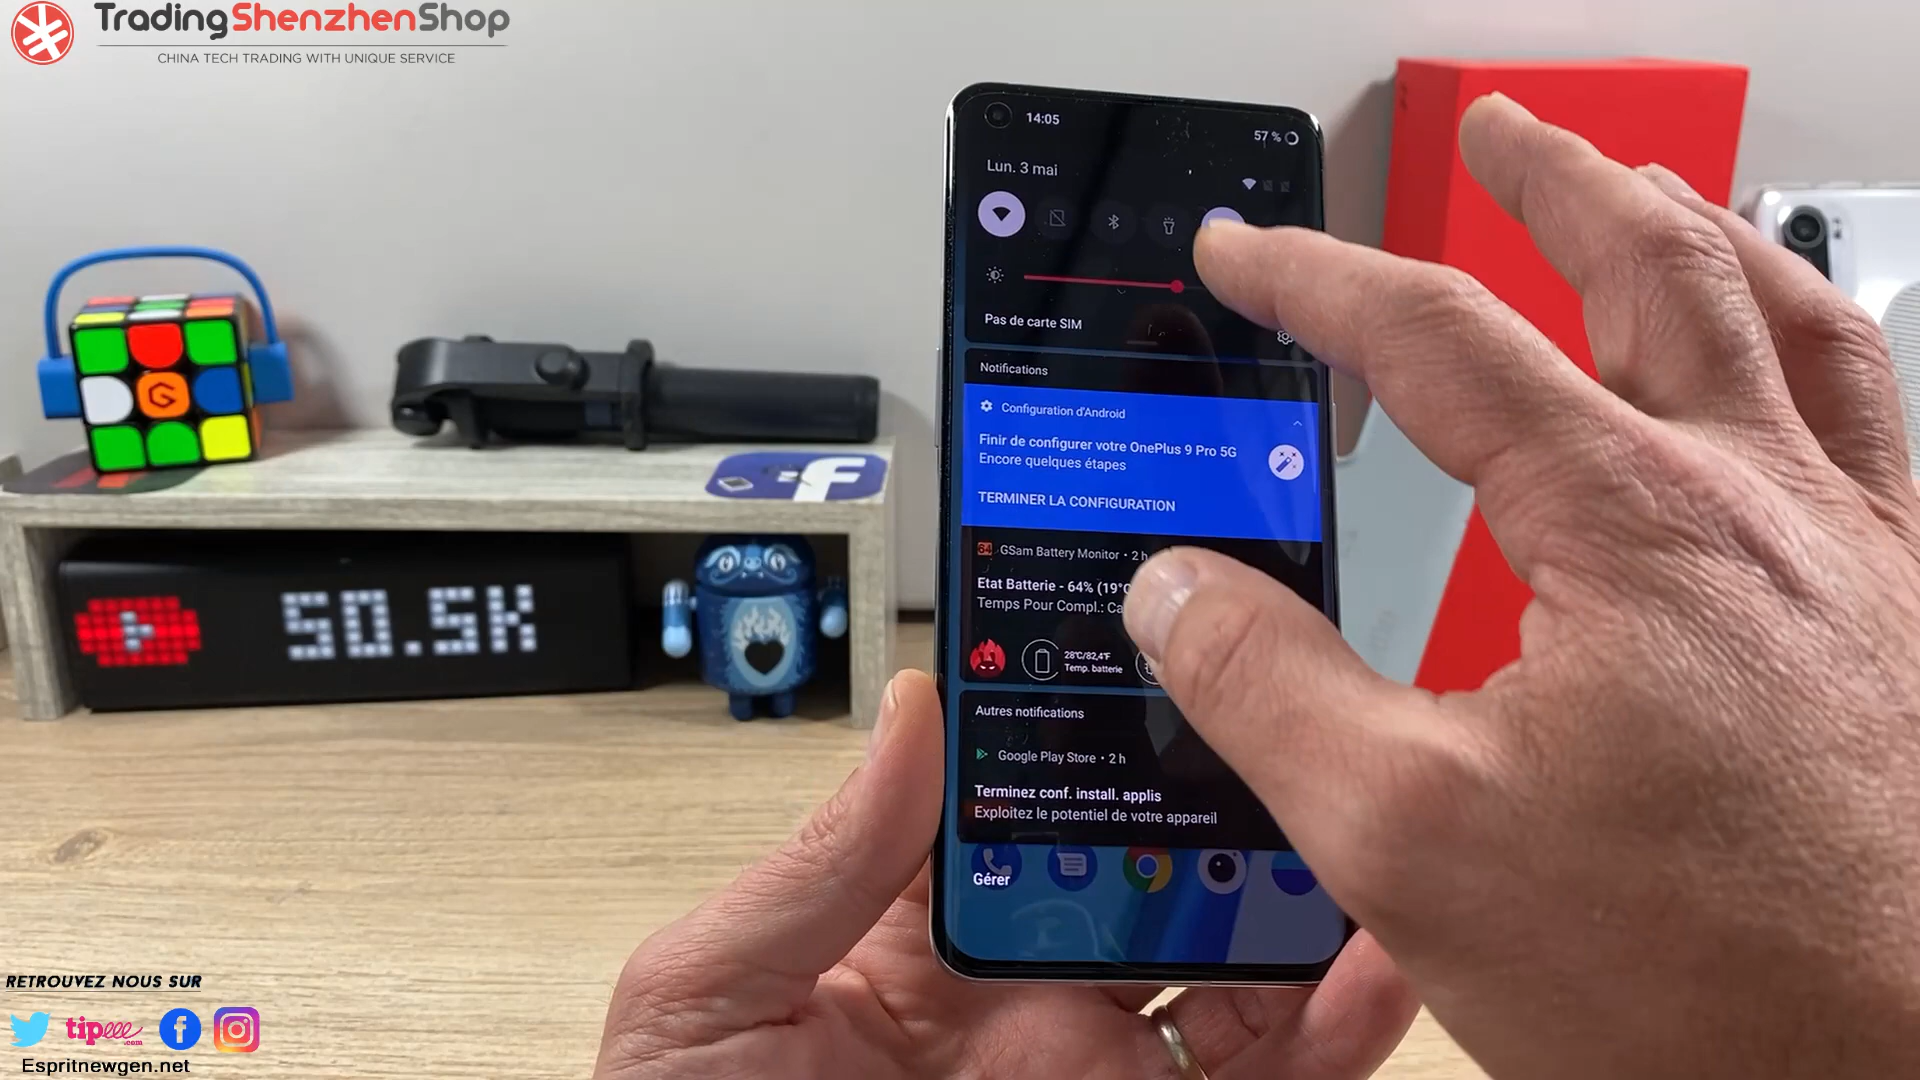 TradingShenzhenShop
CHINA TECH TRADING WITH UNIQUE SERVICE
14:05
57 %
Lun. 3 mai
Pas de carte SIM
Notifications
Configuration d'Android
Finir de configurer votre OnePlus 9 Pro 5G
Encore quelques étapes
TERMINER LA CONFIGURATION
64 GSam Battery Monitor • 2 h
Etat Batterie - 64% (19°C
Temps Pour Compl.:
28°C/82,4°F
Temp. batterie
Autres notifications
Google Play Store • 2 h
Terminez conf. install. applis
Exploitez le potentiel de votre appareil
Gérer
50.5K
f
RETROUVEZ NOUS SUR
tipeee
.com
Espritnewgen.net